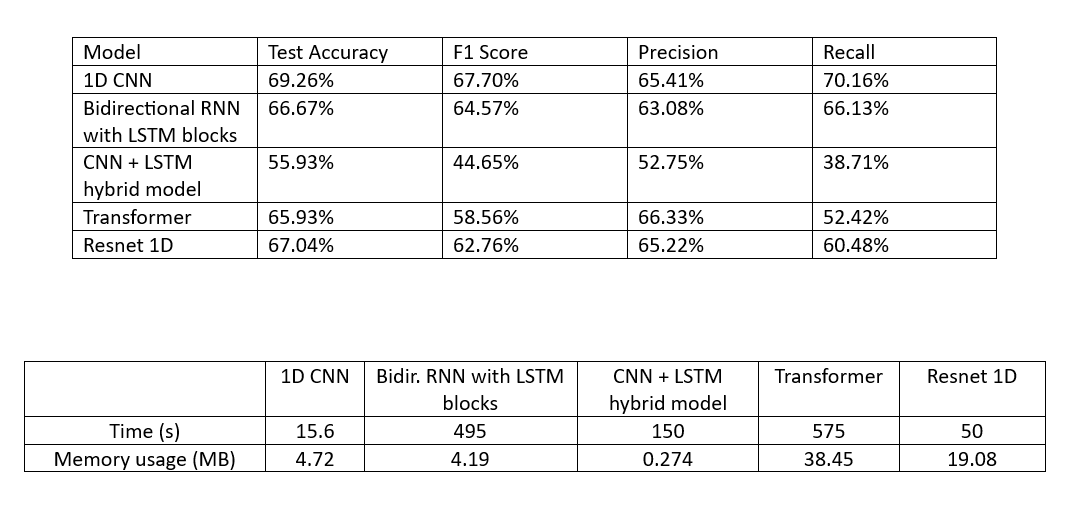 Model Test Accuracy F1 Score Precision Recall
1D CNN 69.26% 67.70% 65.41% 70.16%
Bidirectional RNN 66.67% 64.57% 63.08% 66.13%
with LSTM blocks
CNN + LSTM 55.93% 44.65% 52.75% 38.71%
hybrid model
Transformer 65.93% 58.56% 66.33% 52.42%
Resnet 1D 67.04% 62.76% 65.22% 60.48%
1D CNN Bidir. RNN with LSTM CNN + LSTM Transformer Resnet 1D
blocks hybrid model
Time (s) 15.6 495 150 575 50
Memory usage (MB) 4.72 4.19 0.274 38.45 19.08